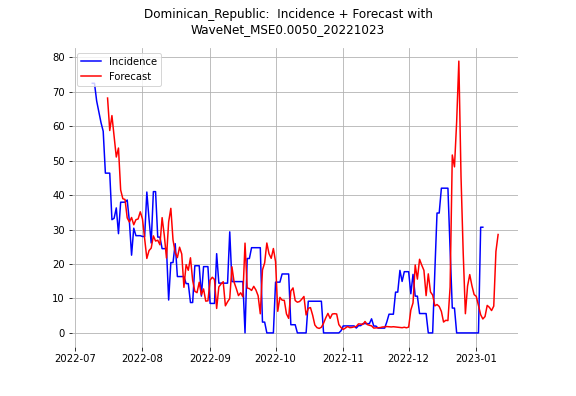 Dominican_Republic:  Incidence + Forecast with
WaveNet_MSE0.0050_20221023
Incidence
Forecast
80
70
60
50
40
30
20
10
0
2022-07 2022-08 2022-09 2022-10 2022-11 2022-12 2023-01